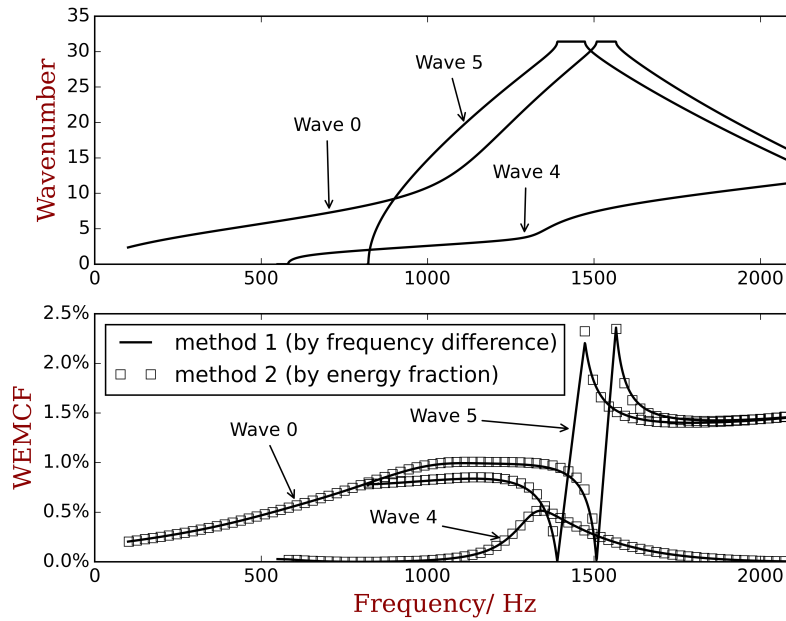 35
30
25
20
15
10
5
0
Wavenumber
Wave 5
Wave 0
Wave 4
0
500
1000
1500
2000
2.5%
2.0%
1.5%
1.0%
0.5%
0.0%
WEMCF
method 1 (by frequency difference)
method 2 (by energy fraction)
Wave 5
Wave 0
Wave 4
0
500
1000
1500
2000
Frequency/ Hz